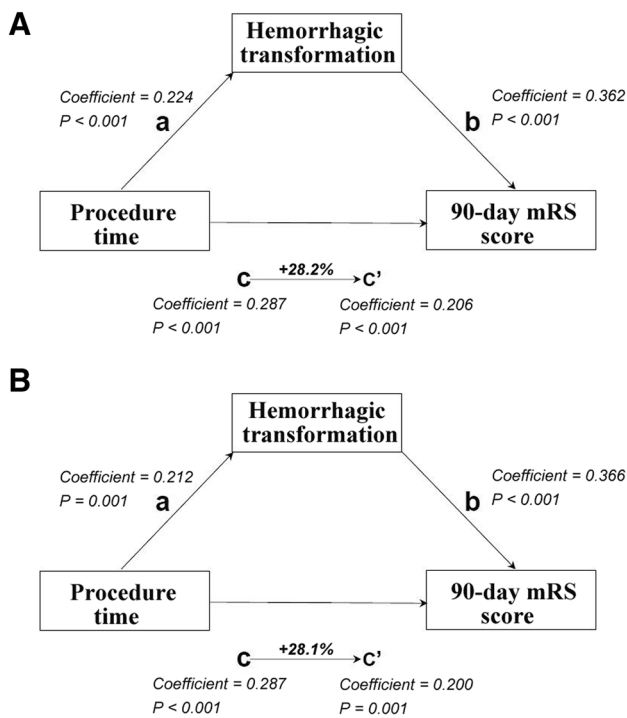 A
Hemorrhagic
transformation
Coefficient = 0.224
P < 0.001
a
Coefficient = 0.362
P < 0.001
b
Procedure
time
90-day mRS
score
+28.2%
c
c’
Coefficient = 0.287
P < 0.001
Coefficient = 0.206
P < 0.001
B
Hemorrhagic
transformation
Coefficient = 0.212
P = 0.001
a
Coefficient = 0.366
P < 0.001
b
Procedure
time
90-day mRS
score
+28.1%
c
c’
Coefficient = 0.287
P < 0.001
Coefficient = 0.200
P = 0.001